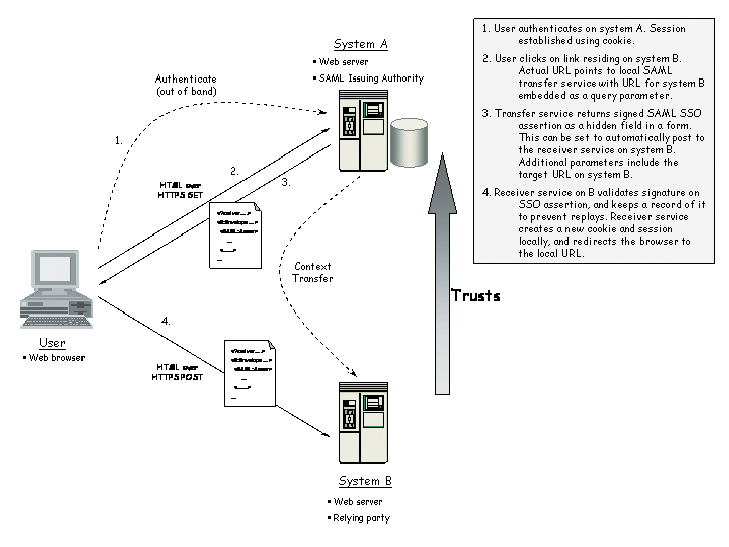 System A
• Web server
• SAML Issuing Authority
Authenticate
(out of band)
1.
2.
3.
HTML over
HTTPS GET
<Receiver...>
<Envelope...>
Context
Transfer
Trusts
User
• Web browser
4.
HTML over
HTTPS POST
<Receiver...>
<Envelope...>
System B
• Web server
• Relying party
1. User authenticates on system A. Session
established using cookie.
2. User clicks on link residing on system B.
Actual URL points to local SAML
transfer service with URL for system B
embedded as a query parameter.
3. Transfer service returns signed SAML SSO
assertion as a hidden field in a form.
This can be set to automatically post to
the receiver service on system B.
Additional parameters include the
target URL on system B.
4. Receiver service on B validates signature on
SSO assertion, and keeps a record of it
to prevent replays. Receiver service
creates a new cookie and session
locally, and redirects the browser to
the local URL.